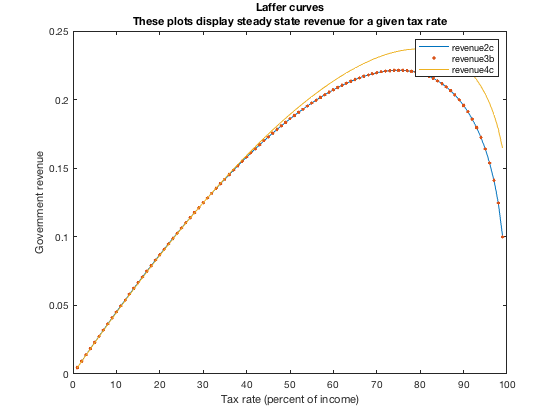 Laffer curves
These plots display steady state revenue for a given tax rate
0.25
0.2
0.15
0.1
0.05
0
Government revenue
revenue2c
revenue3b
revenue4c
0 10 20 30 40 50 60 70 80 90 100
Tax rate (percent of income)